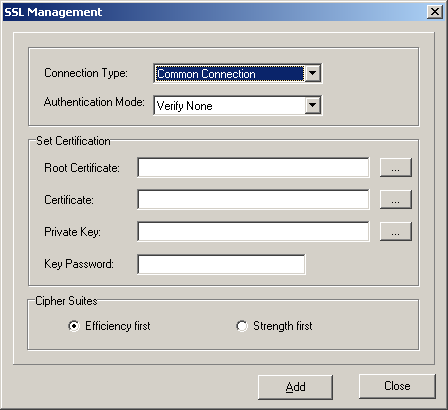 SSL Management
Connection Type: Common Connection
Authentication Mode: Verify None
Set Certification
Root Certificate: ...
Certificate: ...
Private Key: ...
Key Password:
Cipher Suites
Efficiency first Strength first
Add Close